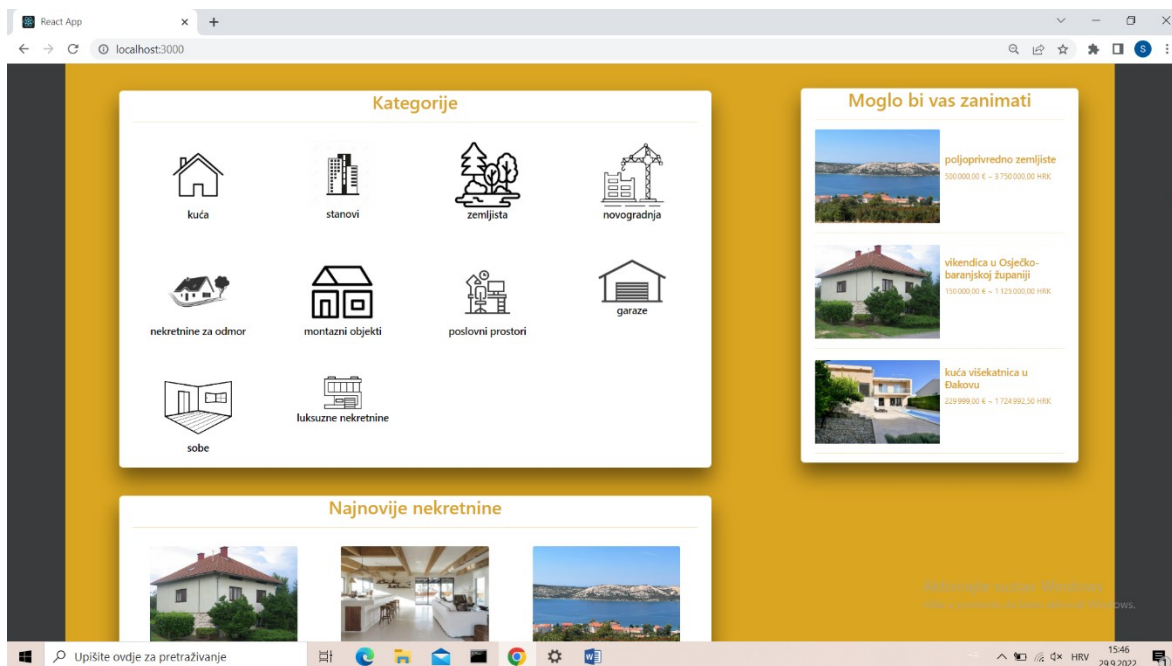 React App
localhost:3000
S
Kategorije
kuća
stanovi
zemljista
novogradnja
nekretnine za odmor
montazni objekti
poslovni prostori
garaze
sobe
luksuzne nekretnine
Moglo bi vas zanimati
poljoprivredno zemljiste
500 000,00 € ~ 3 750 000,00 HRK
vikendica u Osječko-
baranjskoj županiji
150 000,00 € ~ 1 125 000,00 HRK
kuća višekatnica u
Đakovu
229 999,00 € ~ 1 724 992,50 HRK
Najnovije nekretnine
Upišite ovdje za pretraživanje
HRV
15:46
29.9.2022.